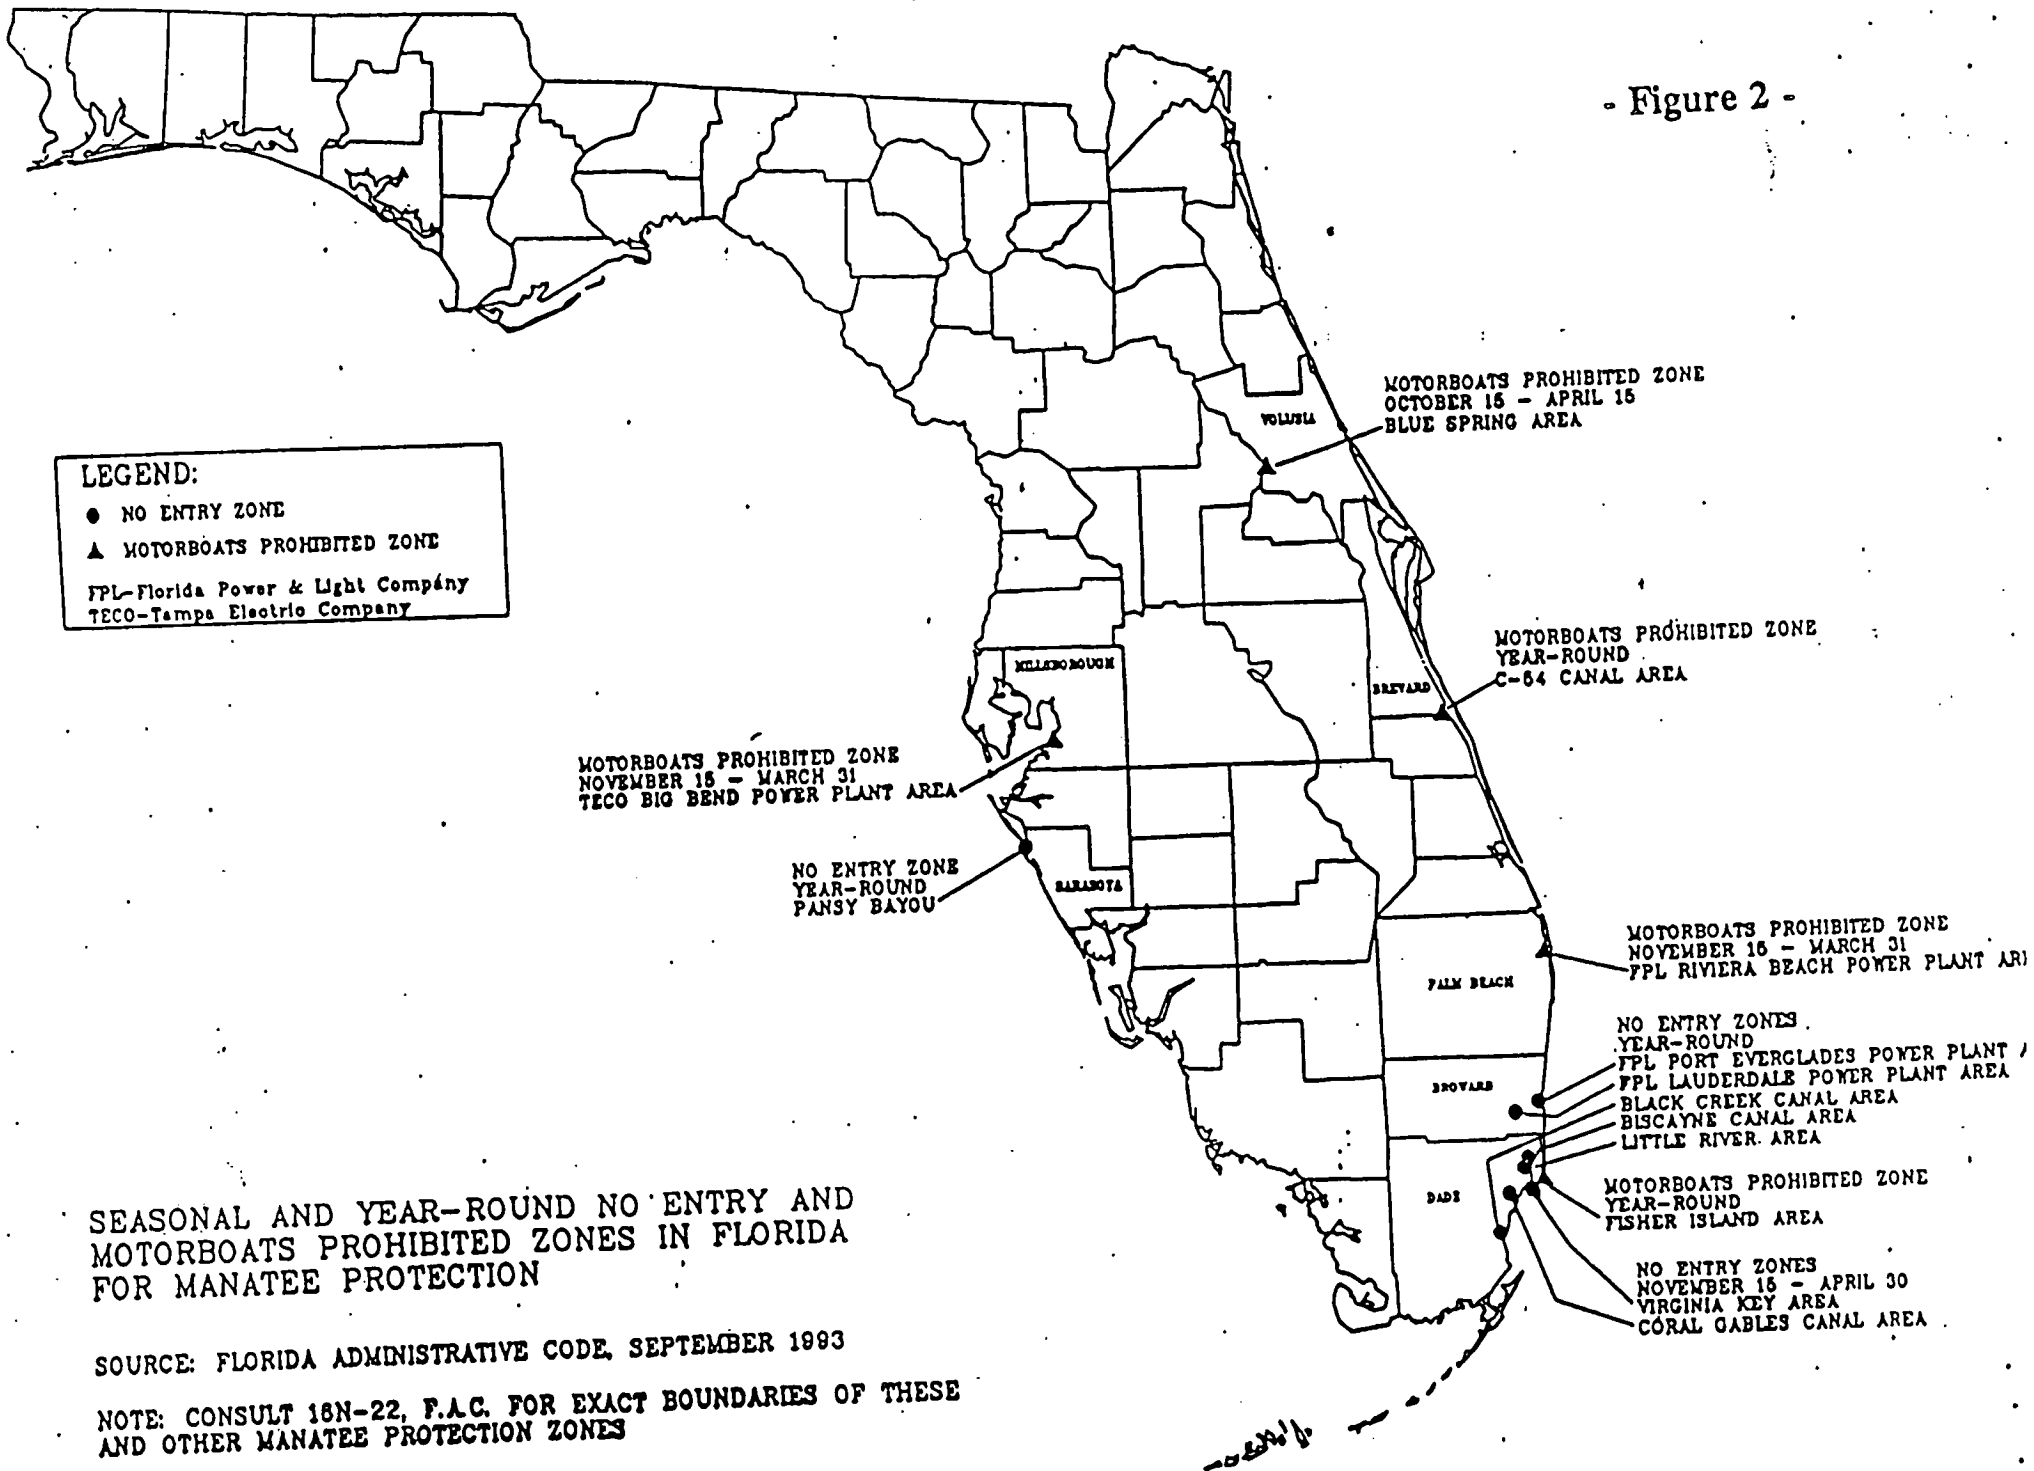 - Figure 2 -
MOTORBOATS PROHIBITED ZONE
OCTOBER 15 - APRIL 15
BLUE SPRING AREA
VOLUSIA
LEGEND:
NO ENTRY ZONE
MOTORBOATS PROHIBITED ZONE
FPL-Florida Power & Light Company
TECO-Tampa Electric Company
MOTORBOATS PROHIBITED ZONE
YEAR-ROUND
C-54 CANAL AREA
HILLSBOROUGH
BREVARD
MOTORBOATS PROHIBITED ZONE
NOVEMBER 15 - MARCH 31
TECO BIG BEND POWER PLANT AREA
NO ENTRY ZONE
YEAR-ROUND
PANSY BAYOU
SARASOTA
MOTORBOATS PROHIBITED ZONE
NOVEMBER 15 - MARCH 31
FPL RIVIERA BEACH POWER PLANT
PALM BEACH
NO ENTRY ZONES
YEAR-ROUND
FPL PORT EVERGLADES POWER PLANT
FPL LAUDERDALE POWER PLANT AREA
BLACK CREEK CANAL AREA
BISCAYNE CANAL AREA
LITTLE RIVER AREA
BROWARD
DADE
MOTORBOATS PROHIBITED ZONE
YEAR-ROUND
FISHER ISLAND AREA
NO ENTRY ZONES
NOVEMBER 15 - APRIL 30
VIRGINIA KEY AREA
CORAL GABLES CANAL AREA
SEASONAL AND YEAR-ROUND NO ENTRY AND
MOTORBOATS PROHIBITED ZONES IN FLORIDA
FOR MANATEE PROTECTION
SOURCE: FLORIDA ADMINISTRATIVE CODE, SEPTEMBER 1993
NOTE: CONSULT 16N-22, F.A.C. FOR EXACT BOUNDARIES OF THESE
AND OTHER MANATEE PROTECTION ZONES